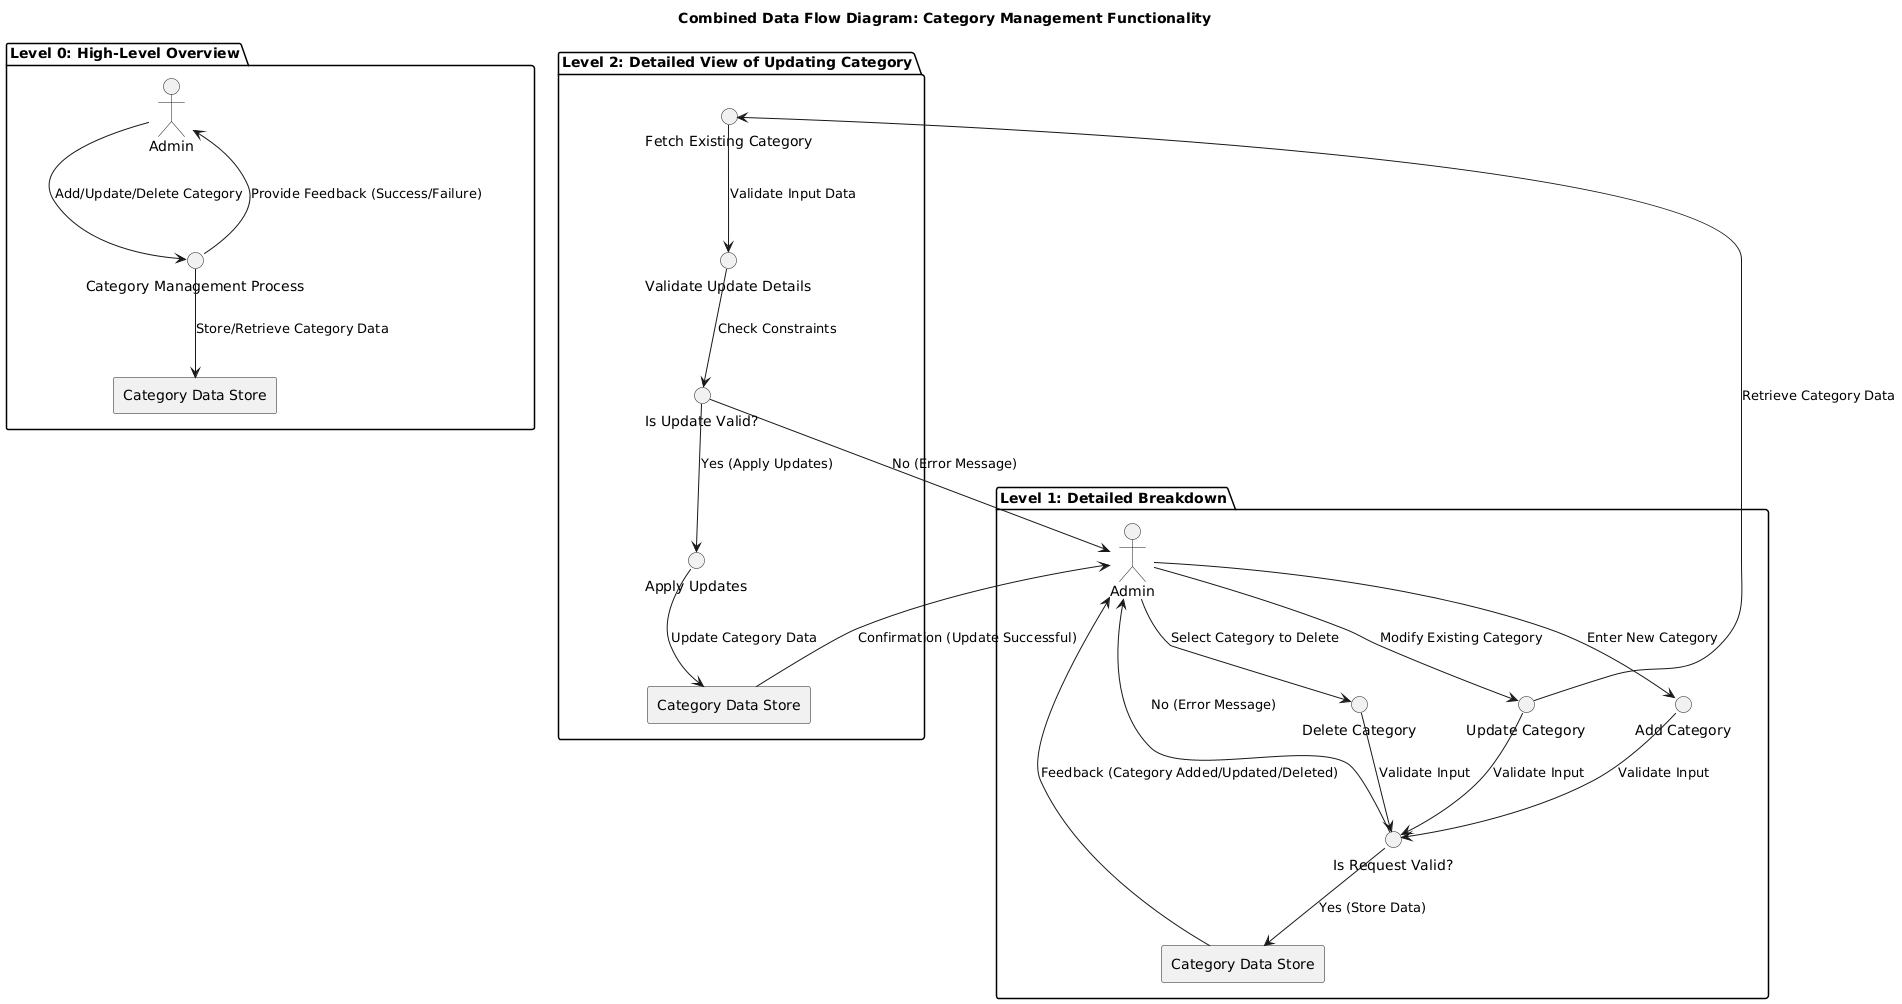 Combined Data Flow Diagram: Category Management Functionality
Level 0: High-Level Overview
Admin
Add/Update/Delete Category
Provide Feedback (Success/Failure)
Category Management Process
Store/Retrieve Category Data
Category Data Store
Level 2: Detailed View of Updating Category
Fetch Existing Category
Validate Input Data
Validate Update Details
Check Constraints
Is Update Valid?
Yes (Apply Updates)
No (Error Message)
Apply Updates
Update Category Data
Confirmation (Update Successful)
Category Data Store
Retrieve Category Data
Level 1: Detailed Breakdown
Admin
Select Category to Delete
Modify Existing Category
Enter New Category
No (Error Message)
Delete Category
Update Category
Add Category
Feedback (Category Added/Updated/Deleted)
Validate Input
Validate Input
Validate Input
Is Request Valid?
Yes (Store Data)
Category Data Store